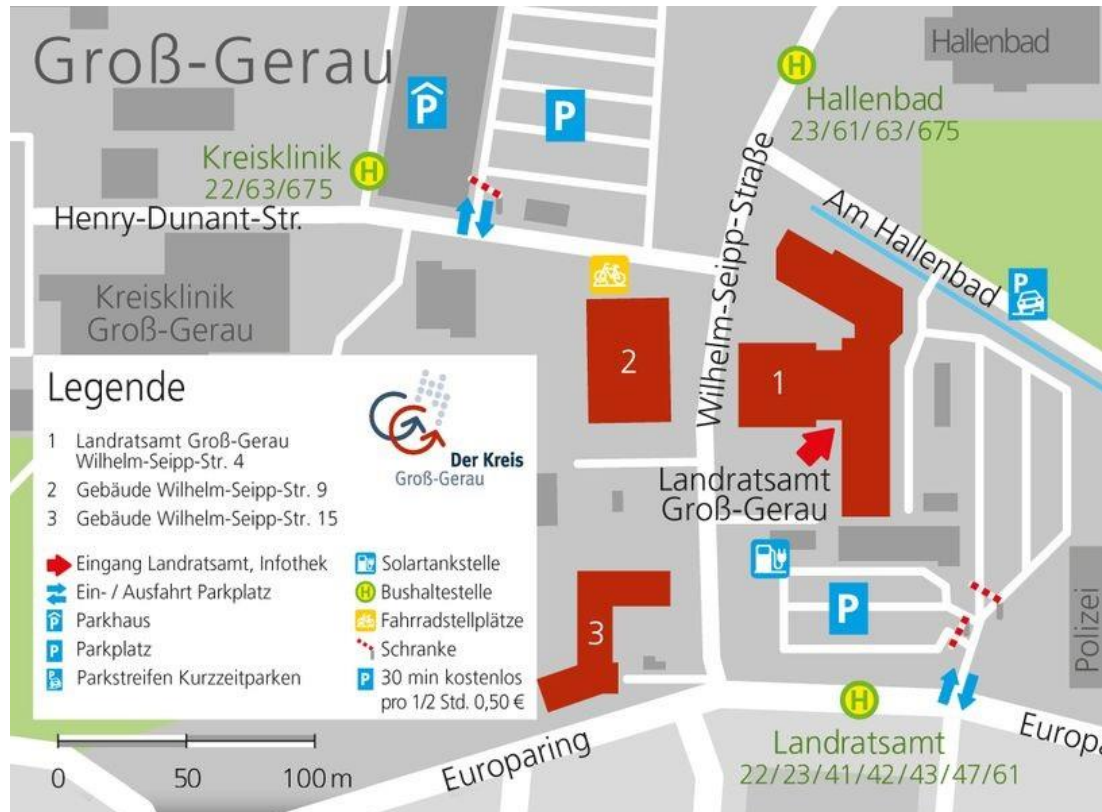 Groß-Gerau
Hallenbad
P
P
H
Hallenbad
23/61/63/675
Kreisklinik
22/63/675
H
Henry-Dunant-Str.
Wilhelm-Seipp-Straße
Am Hallenbad
P
Kreisklinik
Groß-Gerau
2
1
Landratsamt
Groß-Gerau
Legende
1 Landratsamt Groß-Gerau
Wilhelm-Seipp-Str. 4
2 Gebäude Wilhelm-Seipp-Str. 9
3 Gebäude Wilhelm-Seipp-Str. 15
Der Kreis
Groß-Gerau
Eingang Landratsamt, Infothek
Ein- / Ausfahrt Parkplatz
P Parkhaus
P Parkplatz
P Parkstreifen Kurzzeitparken
Solartankstelle
H Bushaltestelle
Fahrradstellplätze
Schranke
P 30 min kostenlos
pro 1/2 Std. 0,50 €
3
P
Polizei
0 50 100 m
Europaring
H
Landratsamt
22/23/41/42/43/47/61
Europa